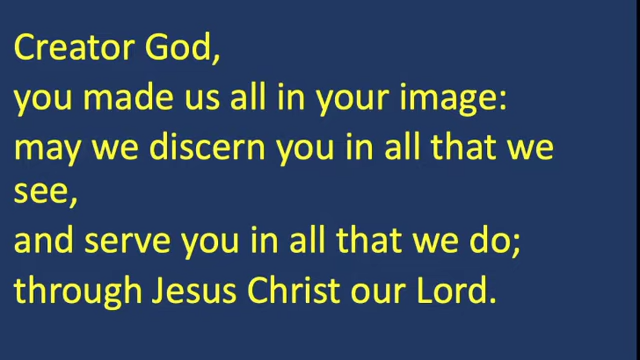 Creator God,
you made us all in your image:
may we discern you in all that we
see,
and serve you in all that we do;
through Jesus Christ our Lord.